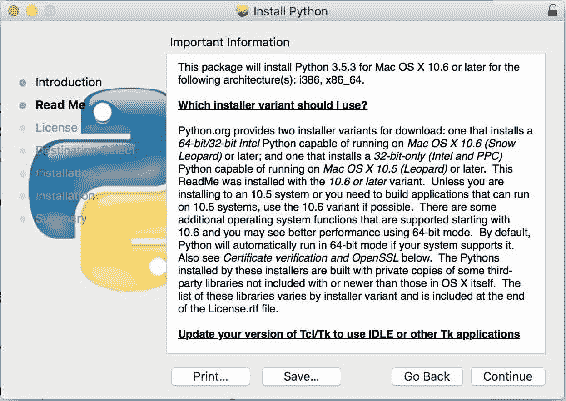 Install Python
Important Information
Introduction
Read Me
License
Destination Select
Installation
Installation
Summary
This package will install Python 3.5.3 for Mac OS X 10.6 or later for the
following architecture(s): i386, x86_64.
Which installer variant should I use?
Python.org provides two installer variants for download: one that installs a
64-bit/32-bit Intel Python capable of running on Mac OS X 10.6 (Snow
Leopard) or later; and one that installs a 32-bit-only (Intel and PPC)
Python capable of running on Mac OS X 10.5 (Leopard) or later. This
ReadMe was installed with the 10.6 or later variant. Unless you are
installing to an 10.5 system or you need to build applications that can run
on 10.5 systems, use the 10.6 variant if possible. There are some
additional operating system functions that are supported starting with
10.6 and you may see better performance using 64-bit mode. By default,
Python will automatically run in 64-bit mode if your system supports it.
Also see Certificate verification and OpenSSL below. The Pythons
installed by these installers are built with private copies of some third-
party libraries not included with or newer than those in OS X itself. The
list of these libraries varies by installer variant and is included at the end
of the License.rtf file.
Update your version of Tcl/Tk to use IDLE or other Tk applications
Print...
Save...
Go Back
Continue